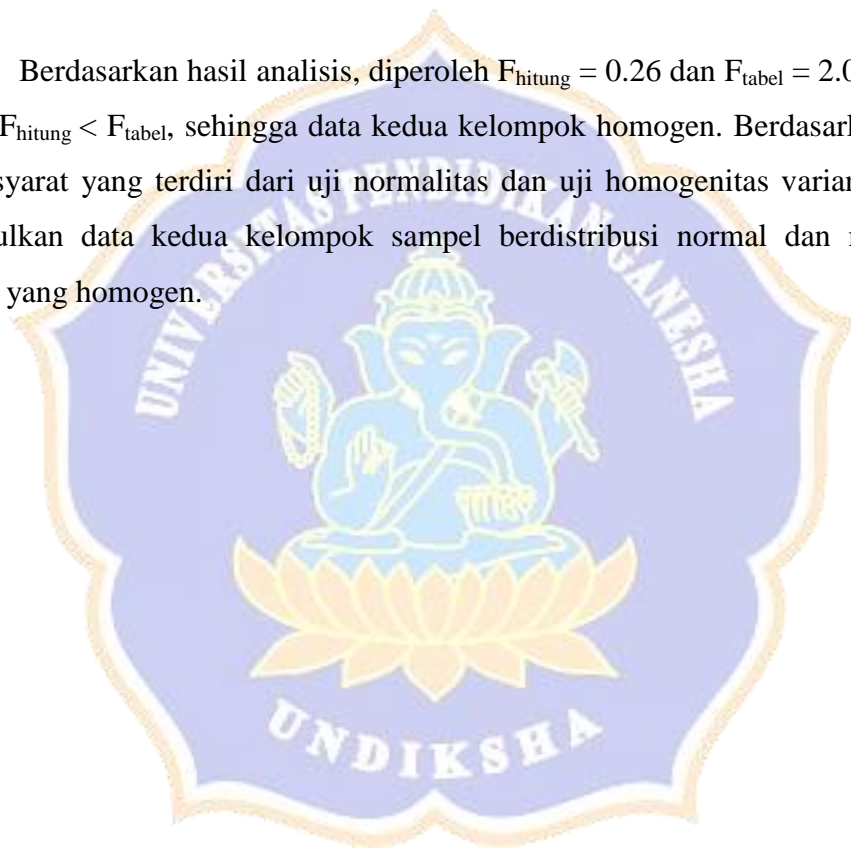 Berdasarkan hasil analisis, diperoleh Fhitung = 0.26 dan Ftabel = 2.0
Fhitung < Ftabel, sehingga data kedua kelompok homogen. Berdasark
syarat yang terdiri dari uji normalitas dan uji homogenitas varian
ulkan data kedua kelompok sampel berdistribusi normal dan
yang homogen.
UNIVERSITAS PENDIDIKAN GANESHA
UNDIKSHA